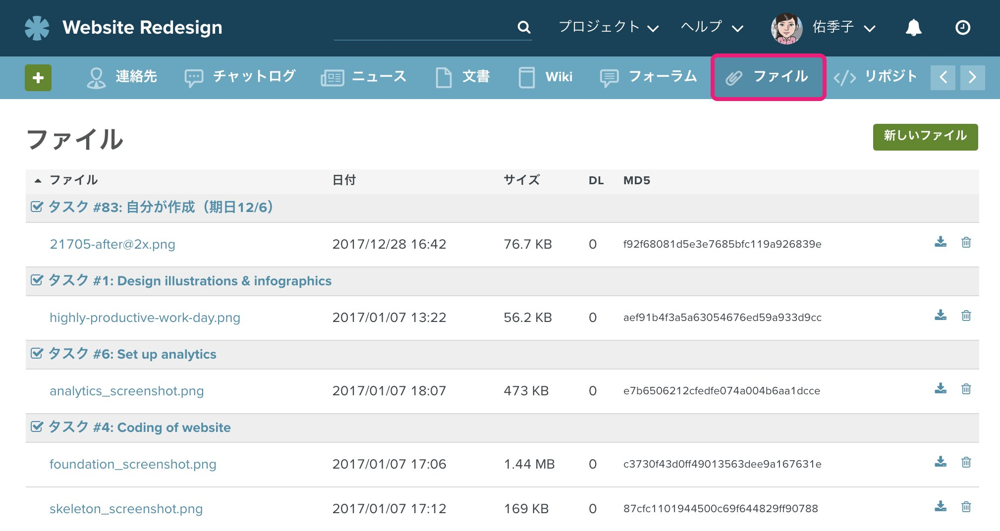 Website Redesign プロジェクト ヘルプ 佑季子
連絡先 チャットログ ニュース 文書 Wiki フォーラム ファイル リポジト
ファイル 新しいファイル
ファイル 日付 サイズ DL MD5
タスク #83: 自分が作成（期日12/6）
21705-after@2x.png 2017/12/28 16:42 76.7 KB 0 f92f68081d5e3e7685bfc119a926839e
タスク #1: Design illustrations & infographics
highly-productive-work-day.png 2017/01/07 13:22 56.2 KB 0 aef91b4f3a5a63054676ed59a933d9cc
タスク #6: Set up analytics
analytics_screenshot.png 2017/01/07 18:07 473 KB 0 e7b6506212cfedfe074a004b6aa1dcce
タスク #4: Coding of website
foundation_screenshot.png 2017/01/07 17:06 1.44 MB 0 c3730f43d0ff49013563dee9a167631e
skeleton_screenshot.png 2017/01/07 17:12 169 KB 0 87cfc1101944500c69f644829ff90788